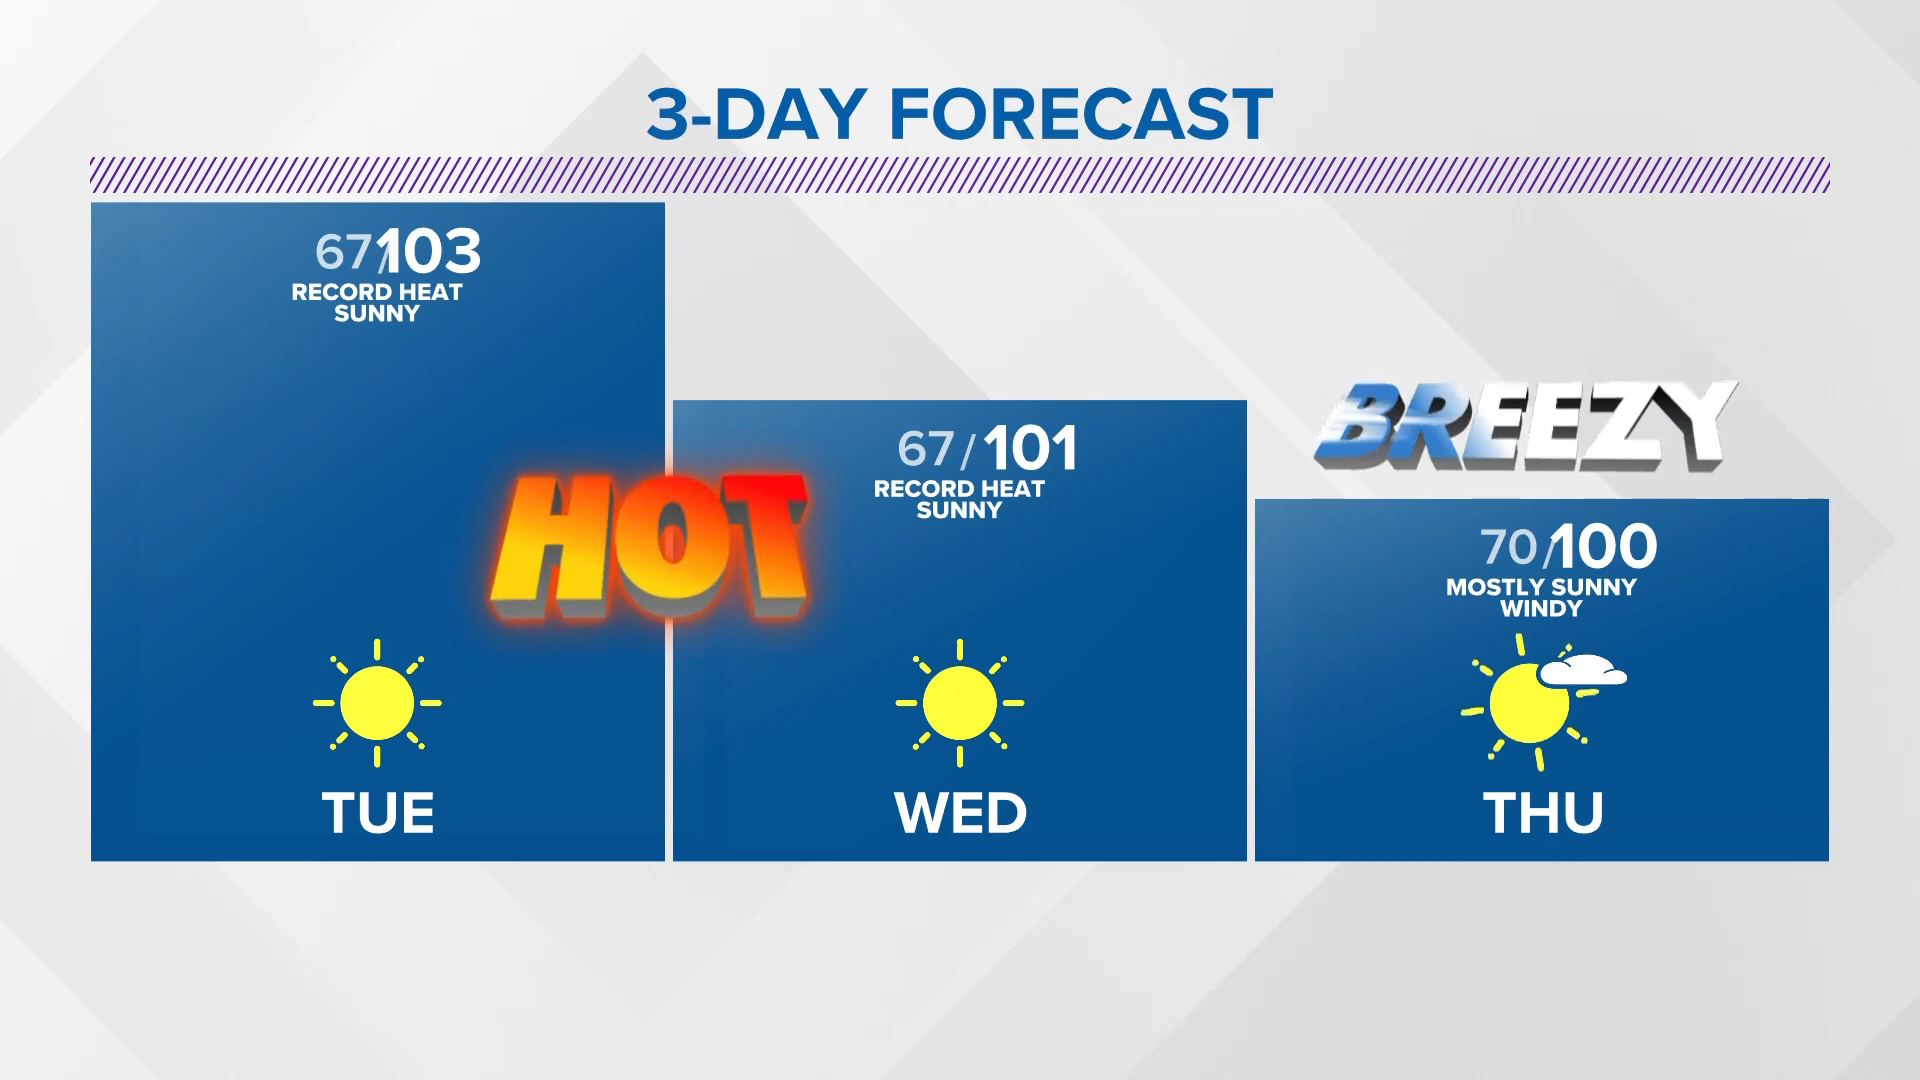 3-DAY FORECAST
67/103
RECORD HEAT
SUNNY
HOT
TUE
67/ 101
RECORD HEAT
SUNNY
WED
BREEZY
70/100
MOSTLY SUNNY
WINDY
THU